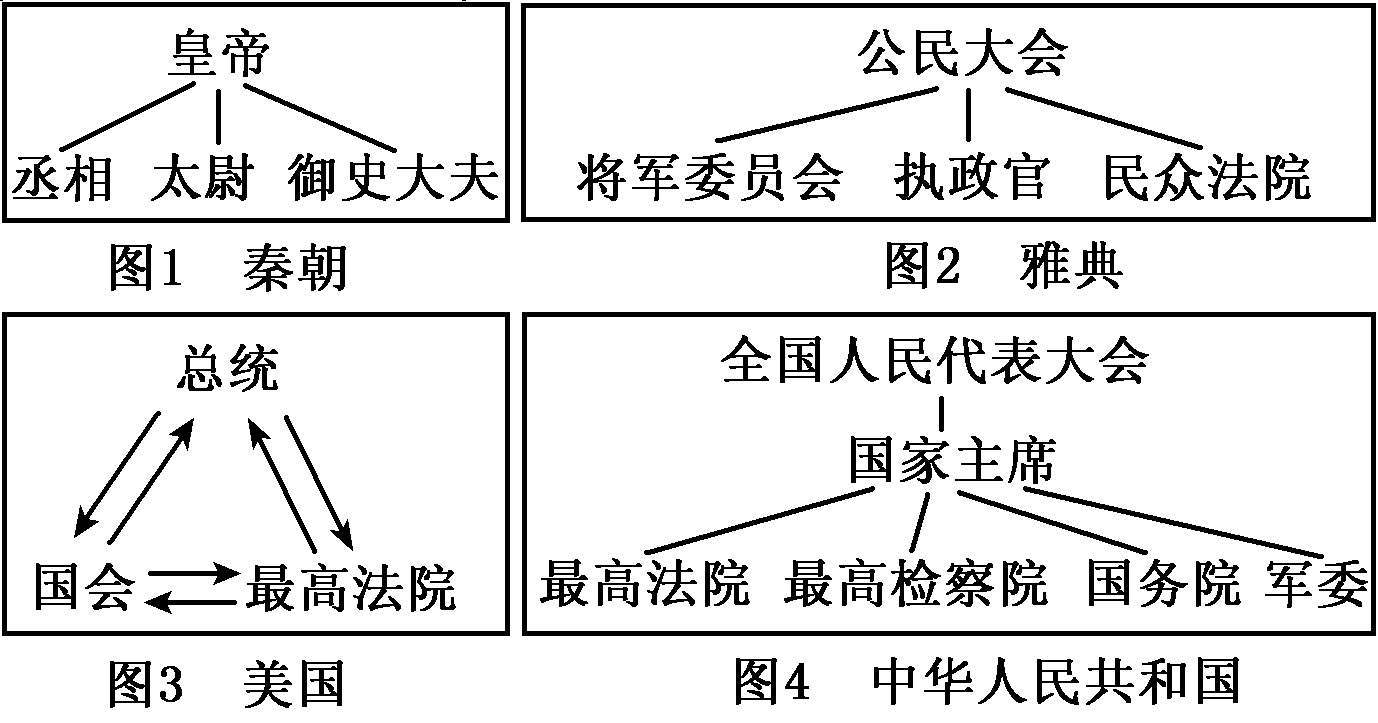 皇帝
丞相 太尉 御史大夫
图1 秦朝
公民大会
将军委员会 执政官 民众法院
图2 雅典
总统
国会 最高法院
图3 美国
全国人民代表大会
国家主席
最高法院 最高检察院 国务院 军委
图4 中华人民共和国